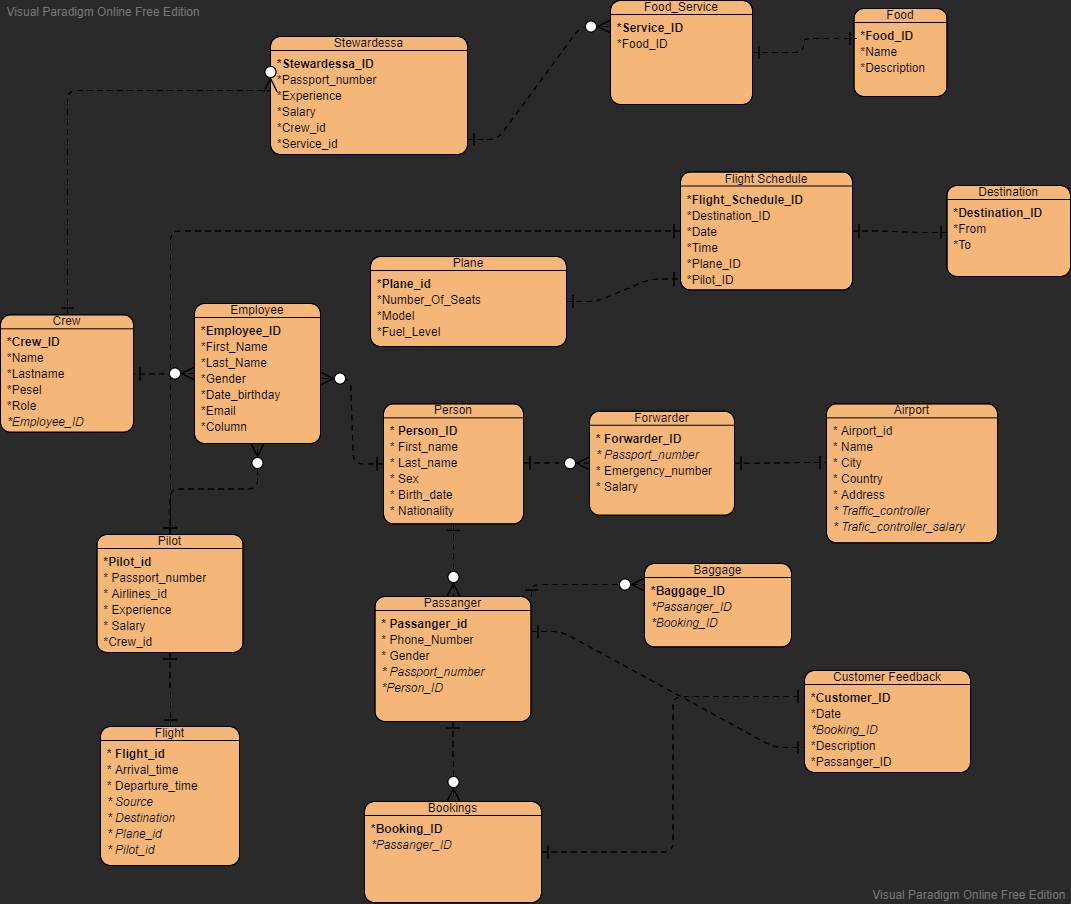 Visual Paradigm Online Free Edition
Food_Service
*Service_ID
*Food_ID
Food
*Food_ID
*Name
*Description
Stewardessa
*Stewardessa_ID
*Passport_number
*Experience
*Salary
*Crew_id
*Service_id
Flight Schedule
*Flight_Schedule_ID
*Destination_ID
*Date
*Time
*Plane_ID
*Pilot_ID
Destination
*Destination_ID
*From
*To
Plane
*Plane_id
*Number_Of_Seats
*Model
*Fuel_Level
Crew
*Crew_ID
*Name
*Lastname
*Pesel
*Role
*Employee_ID
Employee
*Employee_ID
*First_Name
*Last_Name
*Gender
*Date_birthday
*Email
*Column
Person
* Person_ID
* First_name
* Last_name
* Sex
* Birth_date
* Nationality
Forwarder
* Forwarder_ID
* Passport_number
* Emergency_number
* Salary
Airport
* Airport_id
* Name
* City
* Country
* Address
* Traffic_controller
* Trafic_controller_salary
Pilot
*Pilot_id
* Passport_number
* Airlines_id
* Experience
* Salary
*Crew_id
Passanger
* Passanger_id
* Phone_Number
* Gender
* Passport_number
*Person_ID
Baggage
*Baggage_ID
*Passanger_ID
*Booking_ID
Customer Feedback
*Customer_ID
*Date
*Booking_ID
*Description
*Passanger_ID
Flight
* Flight_id
* Arrival_time
* Departure_time
* Source
* Destination
* Plane_id
* Pilot_id
Bookings
*Booking_ID
*Passanger_ID
Visual Paradigm Online Free Edition